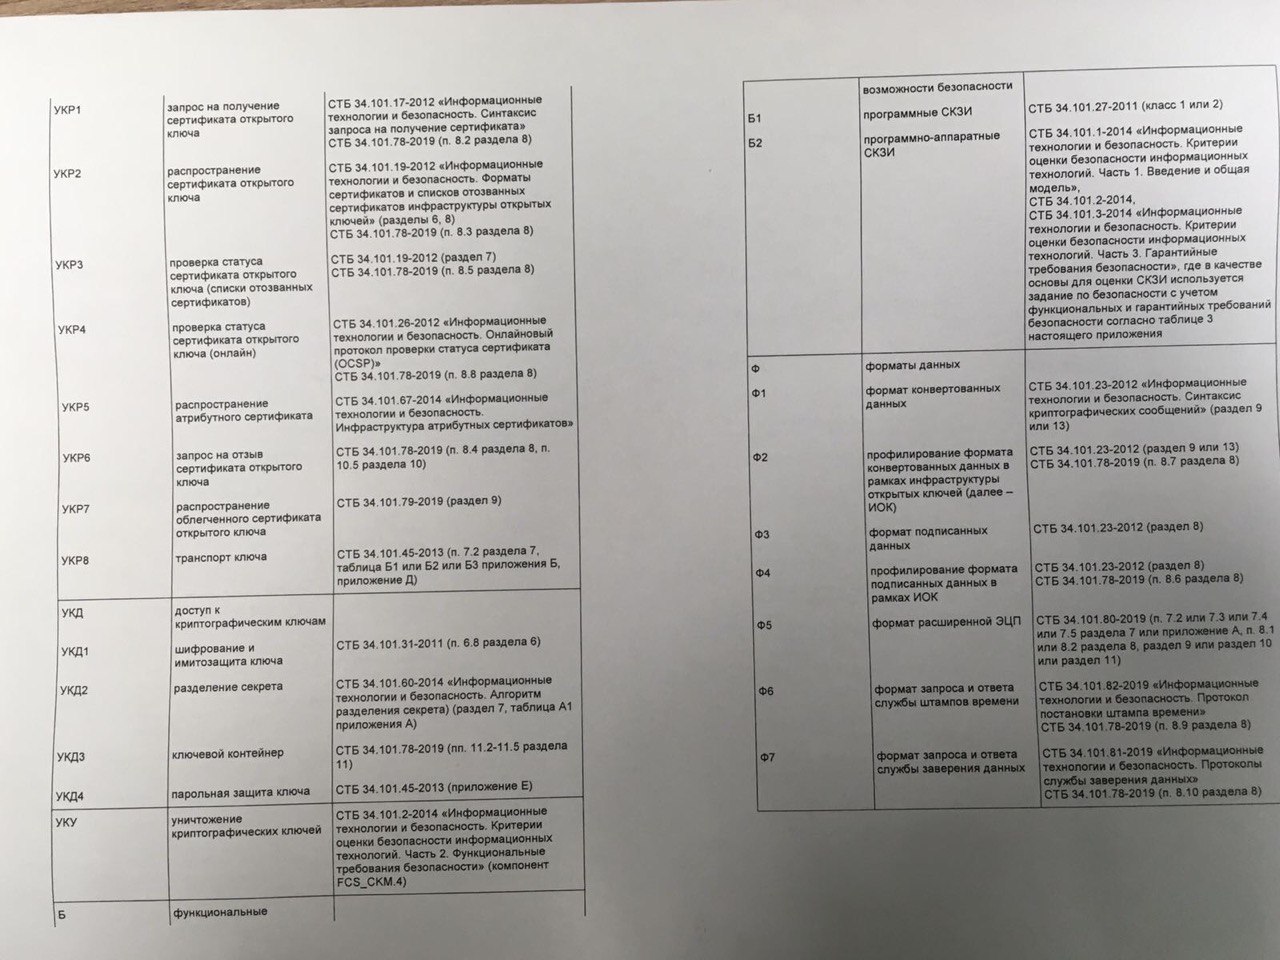 УКР1
запрос на получение
сертификата открытого
ключа
СТБ 34.101.17-2012 «Информационные
технологии и безопасность. Синтаксис
запроса на получение сертификата»
СТБ 34.101.78-2019 (п. 8.2 раздела 8)
УКР2
распространение
сертификата открытого
ключа
СТБ 34.101.19-2012 «Информационные
технологии и безопасность. Форматы
сертификатов и списков отозванных
сертификатов инфраструктуры открытых
ключей» (разделы 6, 8)
СТБ 34.101.78-2019 (п. 8.3 раздела 8)
УКР3
проверка статуса
сертификата открытого
ключа (списки отозванных
сертификатов)
СТБ 34.101.19-2012 (раздел 7)
СТБ 34.101.78-2019 (п. 8.5 раздела 8)
УКР4
проверка статуса
сертификата открытого
ключа (онлайн)
СТБ 34.101.26-2012 «Информационные
технологии и безопасность. Онлайновый
протокол проверки статуса сертификата
(OCSP)»
СТБ 34.101.78-2019 (п. 8.8 раздела 8)
УКР5
распространение
атрибутного сертификата
СТБ 34.101.67-2014 «Информационные
технологии и безопасность.
Инфраструктура атрибутных сертификатов»
УКР6
запрос на отзыв
сертификата открытого
ключа
СТБ 34.101.78-2019 (п. 8.4 раздела 8, п.
10.5 раздела 10)
УКР7
распространение
облегченного сертификата
открытого ключа
СТБ 34.101.79-2019 (раздел 9)
УКР8
транспорт ключа
СТБ 34.101.45-2013 (п. 7.2 раздела 7,
таблица Б1 или Б2 или Б3 приложения Б,
приложение Д)
УКД
доступ к
криптографическим ключам
УКД1
шифрование и
имитозащита ключа
СТБ 34.101.31-2011 (п. 6.8 раздела 6)
УКД2
разделение секрета
СТБ 34.101.60-2014 «Информационные
технологии и безопасность. Алгоритм
разделения секрета) (раздел 7, таблица А1
приложения А)
УКД3
ключевой контейнер
СТБ 34.101.78-2019 (пп. 11.2-11.5 раздела
11)
УКД4
парольная защита ключа
СТБ 34.101.45-2013 (приложение Е)
УКУ
уничтожение
криптографических ключей
СТБ 34.101.2-2014 «Информационные
технологии и безопасность. Критерии
оценки безопасности информационных
технологий. Часть 2. Функциональные
требования безопасности» (компонент
FCS_CKM.4)
Б
функциональные
возможности безопасности
Б1
программные СКЗИ
СТБ 34.101.27-2011 (класс 1 или 2)
Б2
программно-аппаратные
СКЗИ
СТБ 34.101.1-2014 «Информационные
технологии и безопасность. Критерии
оценки безопасности информационных
технологий. Часть 1. Введение и общая
модель»,
СТБ 34.101.2-2014,
СТБ 34.101.3-2014 «Информационные
технологии и безопасность. Критерии
оценки безопасности информационных
технологий. Часть 3. Гарантийные
требования безопасности», где в качестве
основы для оценки СКЗИ используется
задание по безопасности с учетом
функциональных и гарантийных требований
безопасности согласно таблице 3
настоящего приложения
Ф
форматы данных
Ф1
формат конвертованных
данных
СТБ 34.101.23-2012 «Информационные
технологии и безопасность. Синтаксис
криптографических сообщений» (раздел 9
или 13)
Ф2
профилирование формата
конвертованных данных в
рамках инфраструктуры
открытых ключей (далее –
ИОК)
СТБ 34.101.23-2012 (раздел 9 или 13)
СТБ 34.101.78-2019 (п. 8.7 раздела 8)
Ф3
формат подписанных
данных
СТБ 34.101.23-2012 (раздел 8)
Ф4
профилирование формата
подписанных данных в
рамках ИОК
СТБ 34.101.23-2012 (раздел 8)
СТБ 34.101.78-2019 (п. 8.6 раздела 8)
Ф5
формат расширенной ЭЦП
СТБ 34.101.80-2019 (п. 7.2 или 7.3 или 7.4
или 7.5 раздела 7 или приложение А, п. 8.1
или 8.2 раздела 8, раздел 9 или раздел 10
или раздел 11)
Ф6
формат запроса и ответа
службы штампов времени
СТБ 34.101.82-2019 «Информационные
технологии и безопасность. Протокол
постановки штампа времени»
СТБ 34.101.78-2019 (п. 8.9 раздела 8)
Ф7
формат запроса и ответа
службы заверения данных
СТБ 34.101.81-2019 «Информационные
технологии и безопасность. Протоколы
службы заверения данных»
СТБ 34.101.78-2019 (п. 8.10 раздела 8)